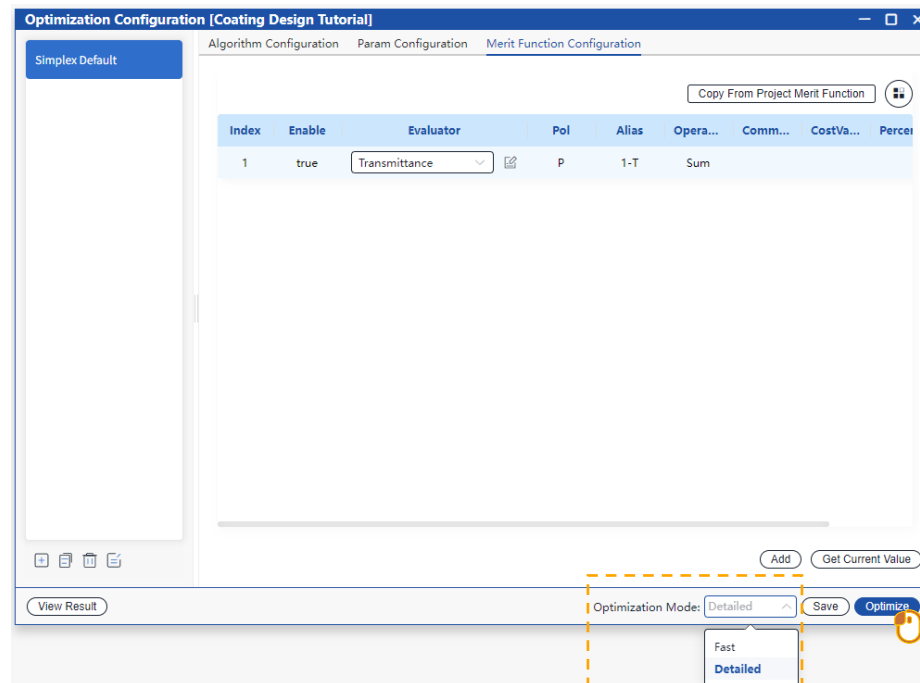 Optimization Configuration [Coating Design Tutorial]
Simplex Default
Algorithm Configuration Param Configuration Merit Function Configuration
Copy From Project Merit Function
Index Enable Evaluator Pol Alias Opera... Comm... CostVa... Percer
1 true Transmittance P 1-T Sum
Add Get Current Value
View Result Optimization Mode: Detailed Save Optimize
Fast
Detailed